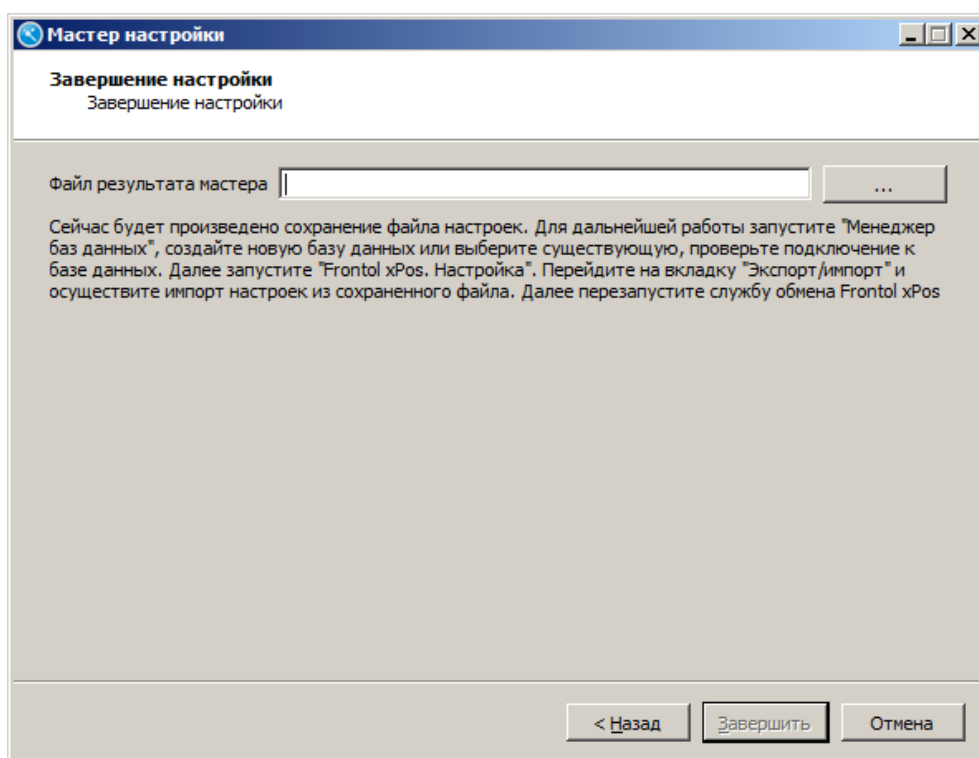 Мастер настройки
Завершение настройки
Завершение настройки
Файл результата мастера
...
Сейчас будет произведено сохранение файла настроек. Для дальнейшей работы запустите "Менеджер
баз данных", создайте новую базу данных или выберите существующую, проверьте подключение к
базе данных. Далее запустите "Frontol xPos. Настройка". Перейдите на вкладку "Экспорт/импорт" и
осуществите импорт настроек из сохраненного файла. Далее перезапустите службу обмена Frontol xPos
< Назад Завершить Отмена